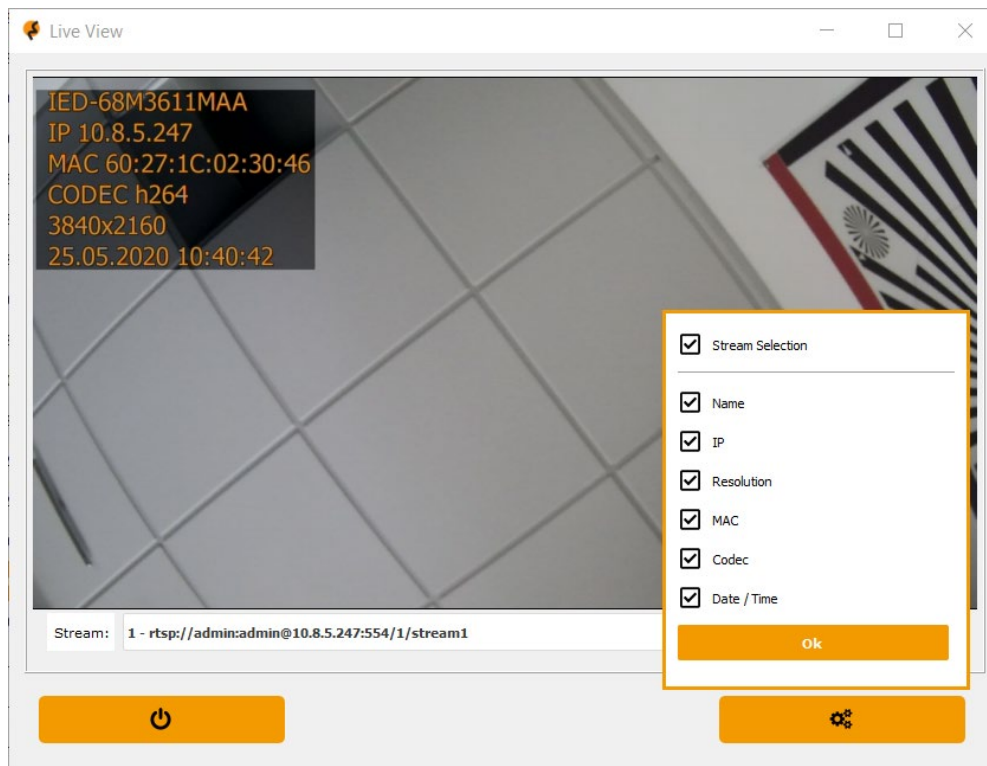 Live View
IED-68M3611MAA
IP 10.8.5.247
MAC 60:27:1C:02:30:46
CODEC h264
3840x2160
25.05.2020 10:40:42
Stream Selection
Name
IP
Resolution
MAC
Codec
Date / Time
Ok
Stream: 1 - rtsp://admin:admin@10.8.5.247:554/1/stream1